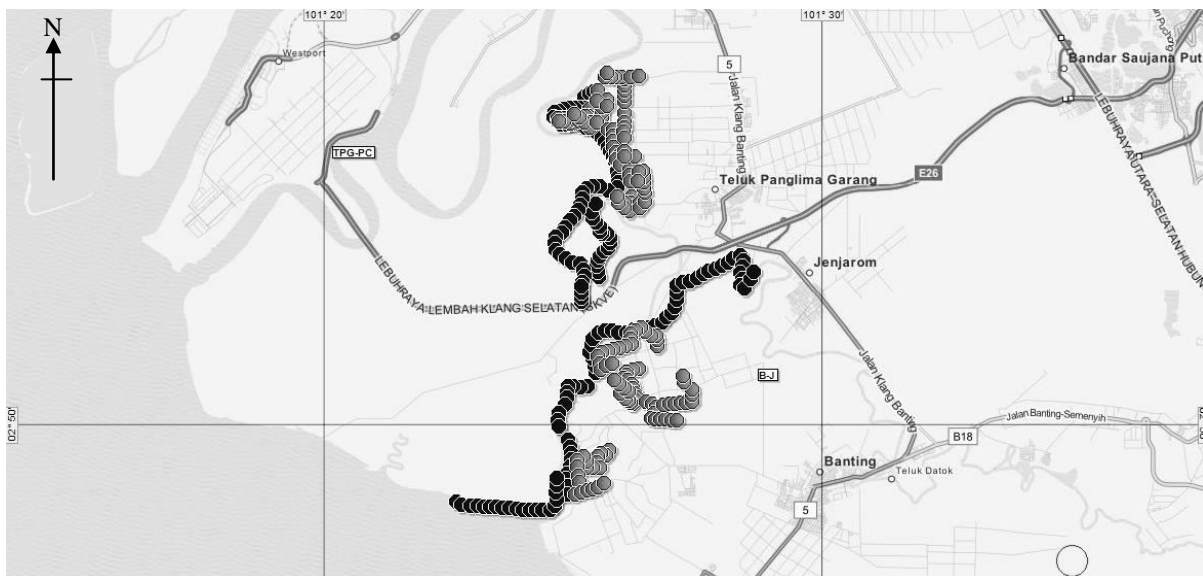 N
101° 20'
101° 30'
Westport
5
Bandar Saujana Put
Jalan Klang Banting
LEBUHRAYA UTARA SELATAN HUBUN
TPG-PC
E26
Teluk Panglima Garang
Jenjarom
LEBUHRAYA LEMBAH KLANG SELATAN (SKVE)
Jalan Klang Banting
B-J
02° 50'
Jalan Banting-Semenyih
B18
Banting
Teluk Datok
5